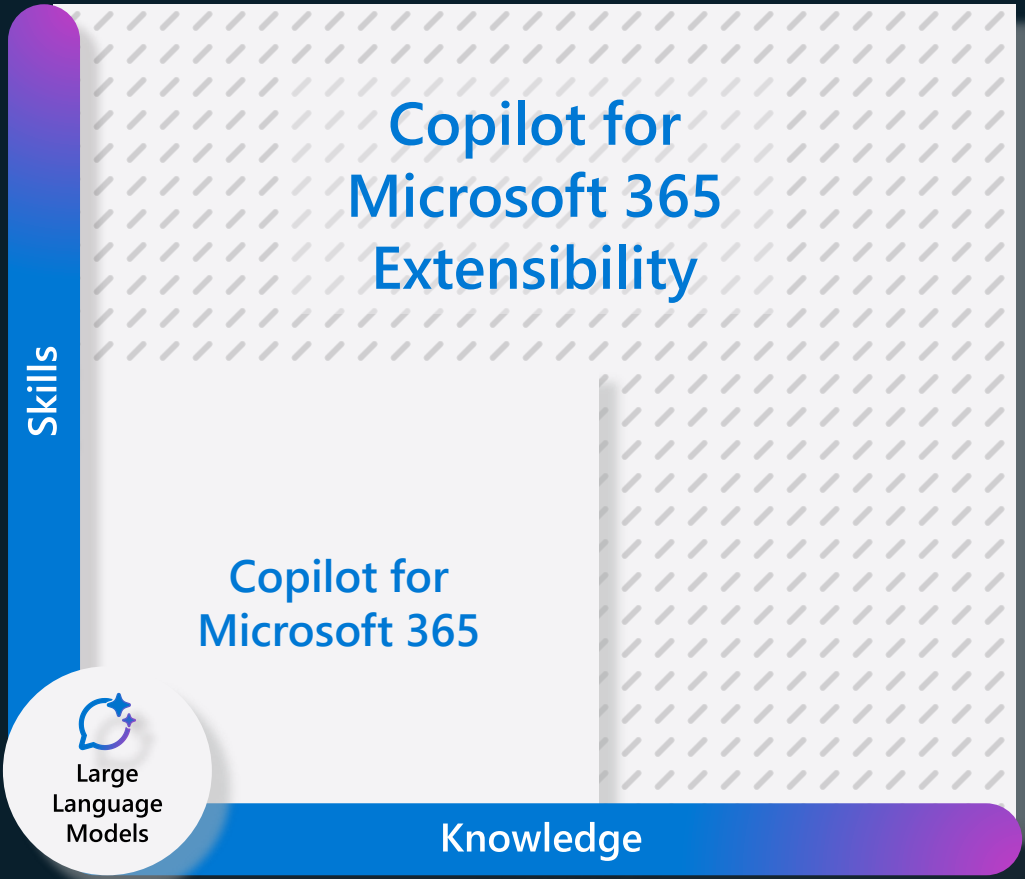 Copilot for
Microsoft 365
Extensibility
Skills
Copilot for
Microsoft 365
Large
Language
Models
Knowledge